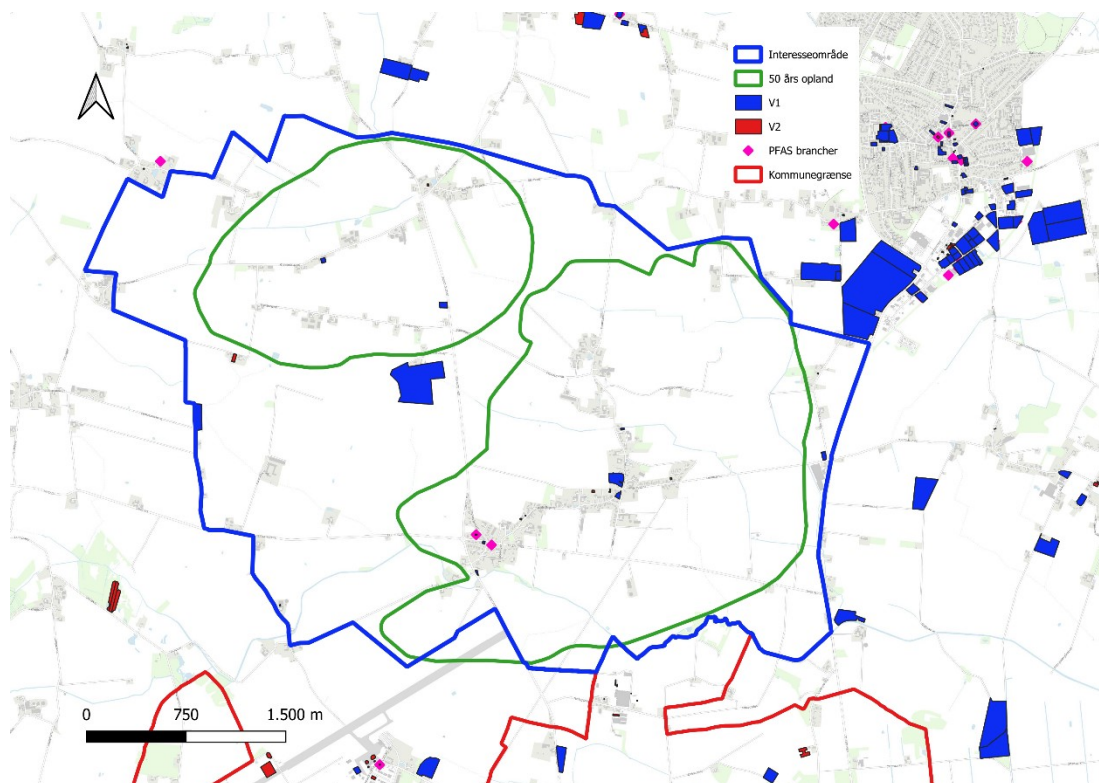 Interesseområde
50 års opland
V1
V2
PFAS brancher
Kommunegrænse
0 750 1.500 m